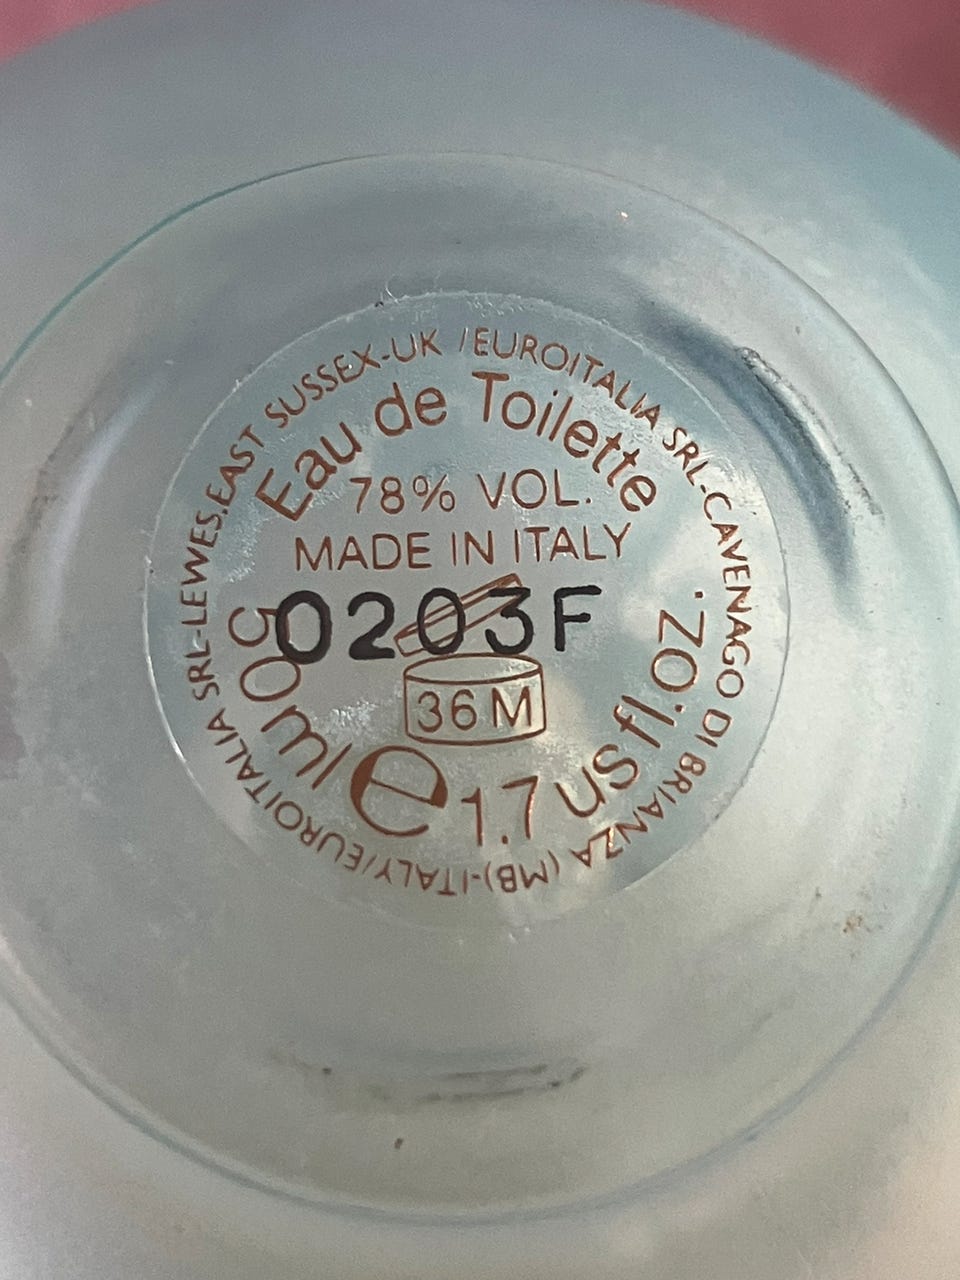 EUROITALIA SRL-LEWES,EAST SUSSEX-UK /EUROITALIA SRL-CAVENAGO DI BRIANZA (MB)-ITALY/
Eau de Toilette
78% VOL.
MADE IN ITALY
0203F
36 M
50ml e 1.7 us fl.oz.